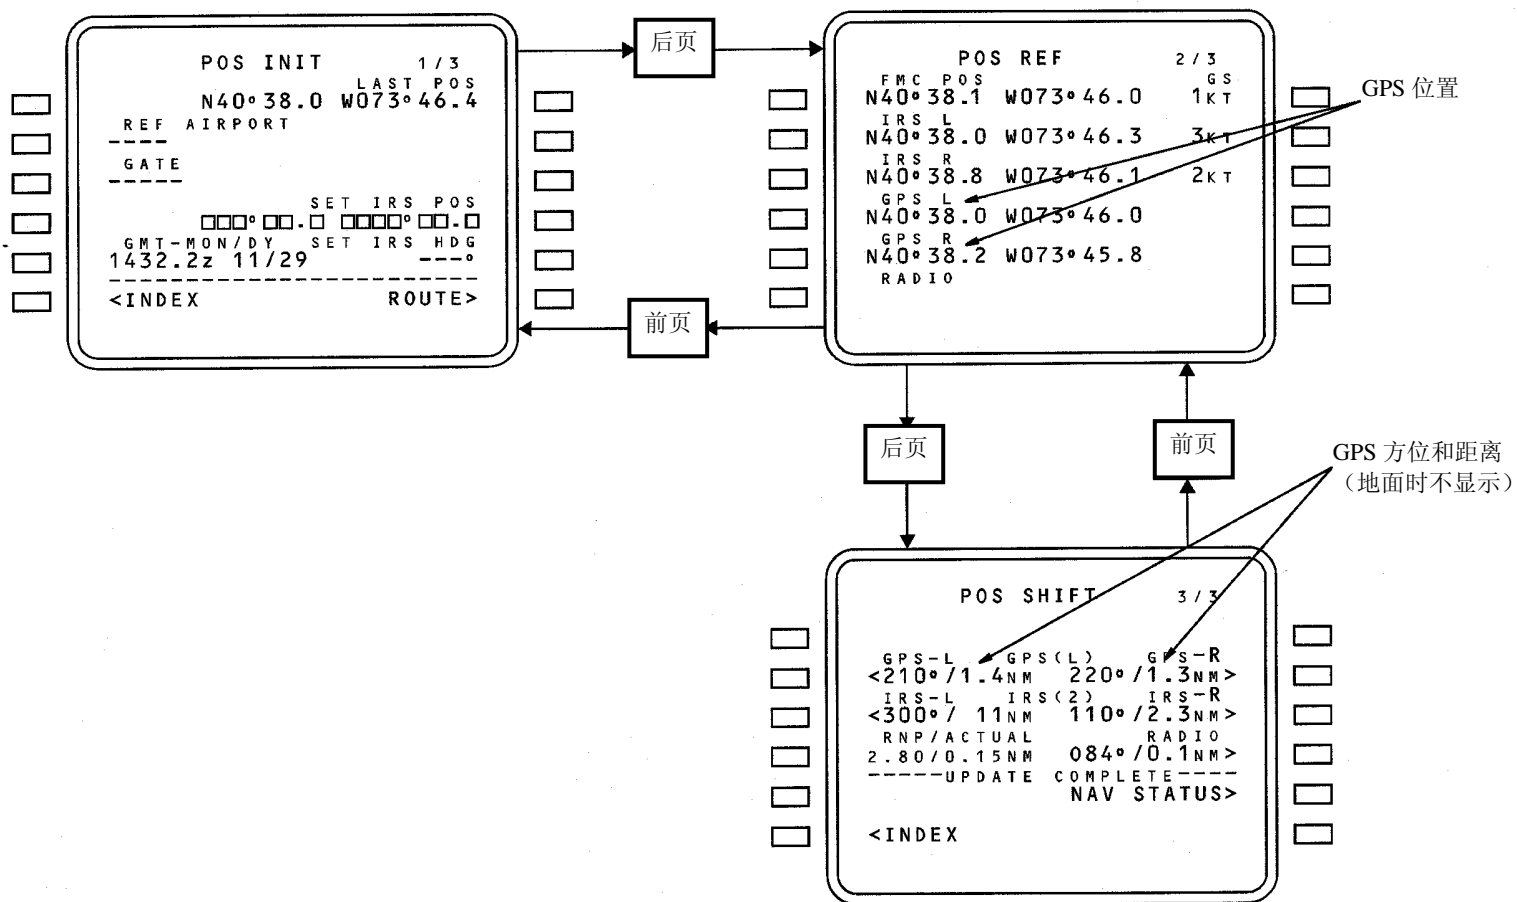 POS INIT 1/3
LAST POS
N40°38.0 W073°46.4
REF AIRPORT
----
GATE
-----
SET IRS POS
□□□°□□.□ □□□□°□□.□
GMT-MON/DY SET IRS HDG
1432.2z 11/29 ---°
<INDEX ROUTE>
后页
前页
POS REF 2/3
FMC POS GS
N40°38.1 W073°46.0 1KT
IRS L
N40°38.0 W073°46.3 3KT
IRS R
N40°38.8 W073°46.1 2KT
GPS L
N40°38.0 W073°46.0
GPS R
N40°38.2 W073°45.8
RADIO
GPS 位置
后页
前页
GPS 方位和距离
(地面时不显示)
POS SHIFT 3/3
GPS-L GPS(L) GPS-R
<210°/1.4NM 220°/1.3NM>
IRS-L IRS(2) IRS-R
<300°/ 11NM 110°/2.3NM>
RNP/ACTUAL RADIO
2.80/0.15NM 084°/0.1NM>
-----UPDATE COMPLETE----
NAV STATUS>
<INDEX